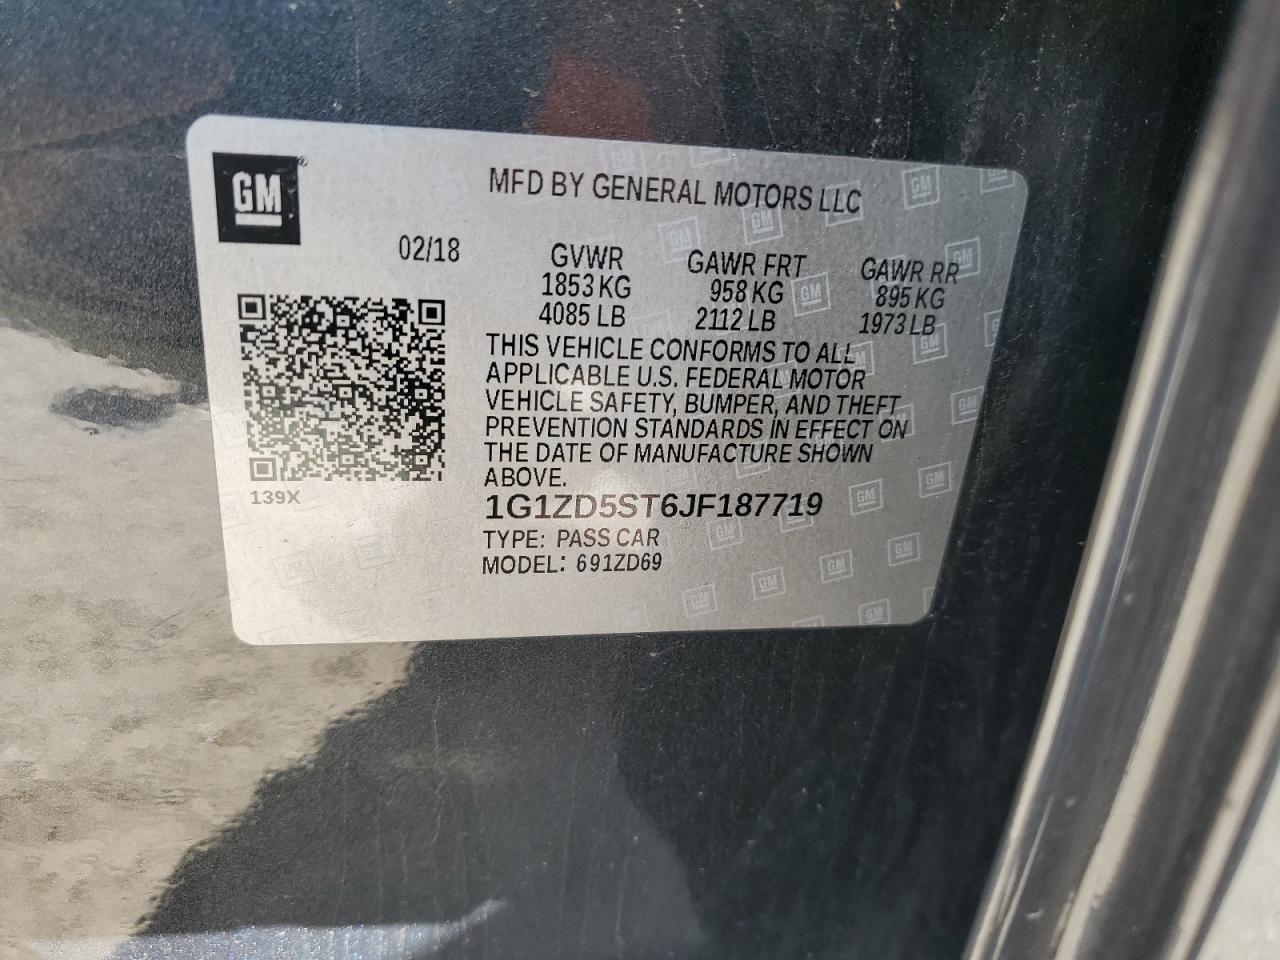 GM
MFD BY GENERAL MOTORS LLC
02/18
GVWR
1853 KG
4085 LB
GAWR FRT
958 KG
2112 LB
GAWR RR
895 KG
1973 LB
THIS VEHICLE CONFORMS TO ALL
APPLICABLE U.S. FEDERAL MOTOR
VEHICLE SAFETY, BUMPER, AND THEFT
PREVENTION STANDARDS IN EFFECT ON
THE DATE OF MANUFACTURE SHOWN
ABOVE.
139X
1G1ZD5ST6JF187719
TYPE: PASS CAR
MODEL: 691ZD69